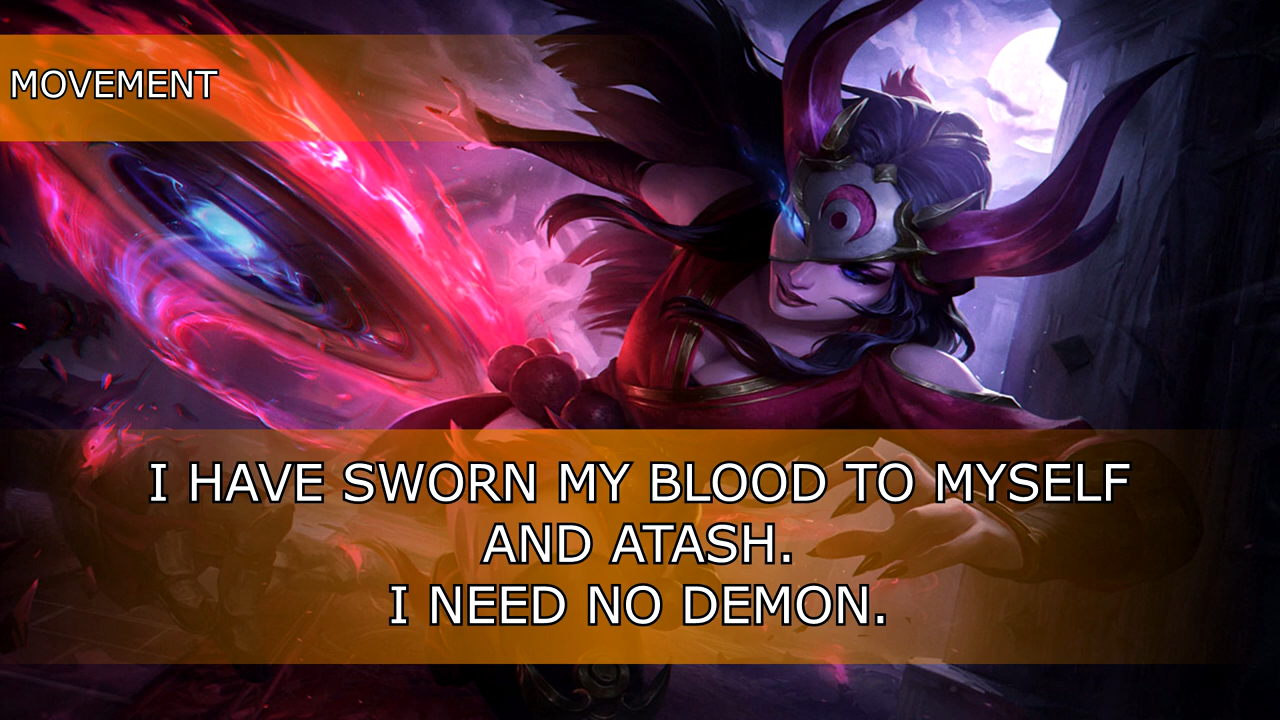 MOVEMENT
I HAVE SWORN MY BLOOD TO MYSELF
AND ATASH.
I NEED NO DEMON.